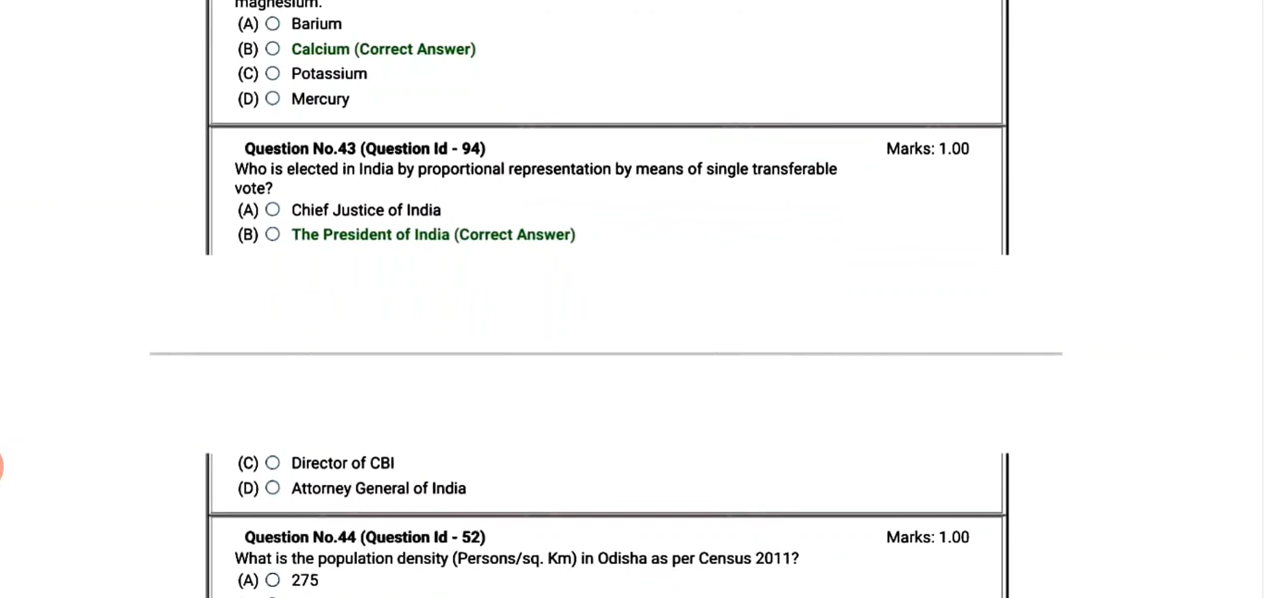 magnesium.
(A) Barium
(B) Calcium (Correct Answer)
(C) Potassium
(D) Mercury
Question No.43 (Question Id - 94) Marks: 1.00
Who is elected in India by proportional representation by means of single transferable
vote?
(A) Chief Justice of India
(B) The President of India (Correct Answer)
(C) Director of CBI
(D) Attorney General of India
Question No.44 (Question Id - 52) Marks: 1.00
What is the population density (Persons/sq. Km) in Odisha as per Census 2011?
(A) 275